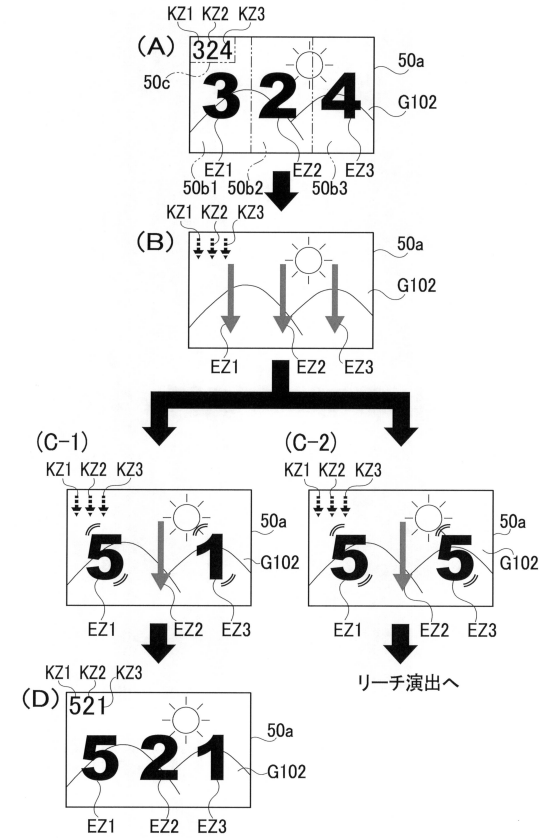 KZ1 KZ2 KZ3
(A)
324
50a
50c
3 2 4
G102
EZ1 EZ2 EZ3
50b1 50b2 50b3
KZ1 KZ2 KZ3
(B)
50a
G102
EZ1 EZ2 EZ3
(C-1) (C-2)
KZ1 KZ2 KZ3 KZ1 KZ2 KZ3
50a 50a
5 1 5 5
G102 G102
EZ1 EZ2 EZ3 EZ1 EZ2 EZ3
KZ1 KZ2 KZ3 リーチ演出へ
(D)
521
50a
5 2 1
G102
EZ1 EZ2 EZ3